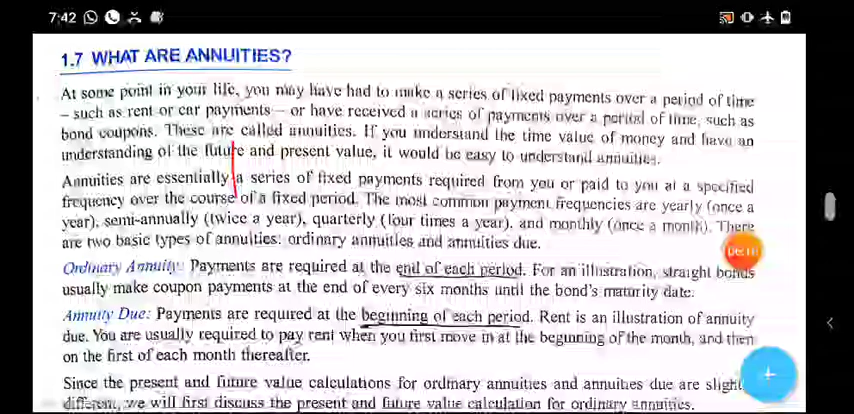 7:42
1.7 WHAT ARE ANNUITIES?
At some point in your life, you may have had to make a series of fixed payments over a period of time
– such as rent or car payments – or have received a series of payments over a period of time, such as
bond coupons. These are called annuities. If you understand the time value of money and have an
understanding of the future and present value, it would be easy to understand annuities.
Annuities are essentially a series of fixed payments required from you or paid to you at a specified
frequency over the course of a fixed period. The most common payment frequencies are yearly (once a
year), semi-annually (twice a year), quarterly (four times a year), and monthly (once a month). There
are two basic types of annuities: ordinary annuities and annuities due.
Ordinary Annuity: Payments are required at the end of each period. For an illustration, straight bonds
usually make coupon payments at the end of every six months until the bond's maturity date.
Annuity Due: Payments are required at the beginning of each period. Rent is an illustration of annuity
due. You are usually required to pay rent when you first move in at the beginning of the month, and then
on the first of each month thereafter.
Since the present and future value calculations for ordinary annuities and annuities due are
different, we will first discuss the present and future value calculation for ordinary annuities.